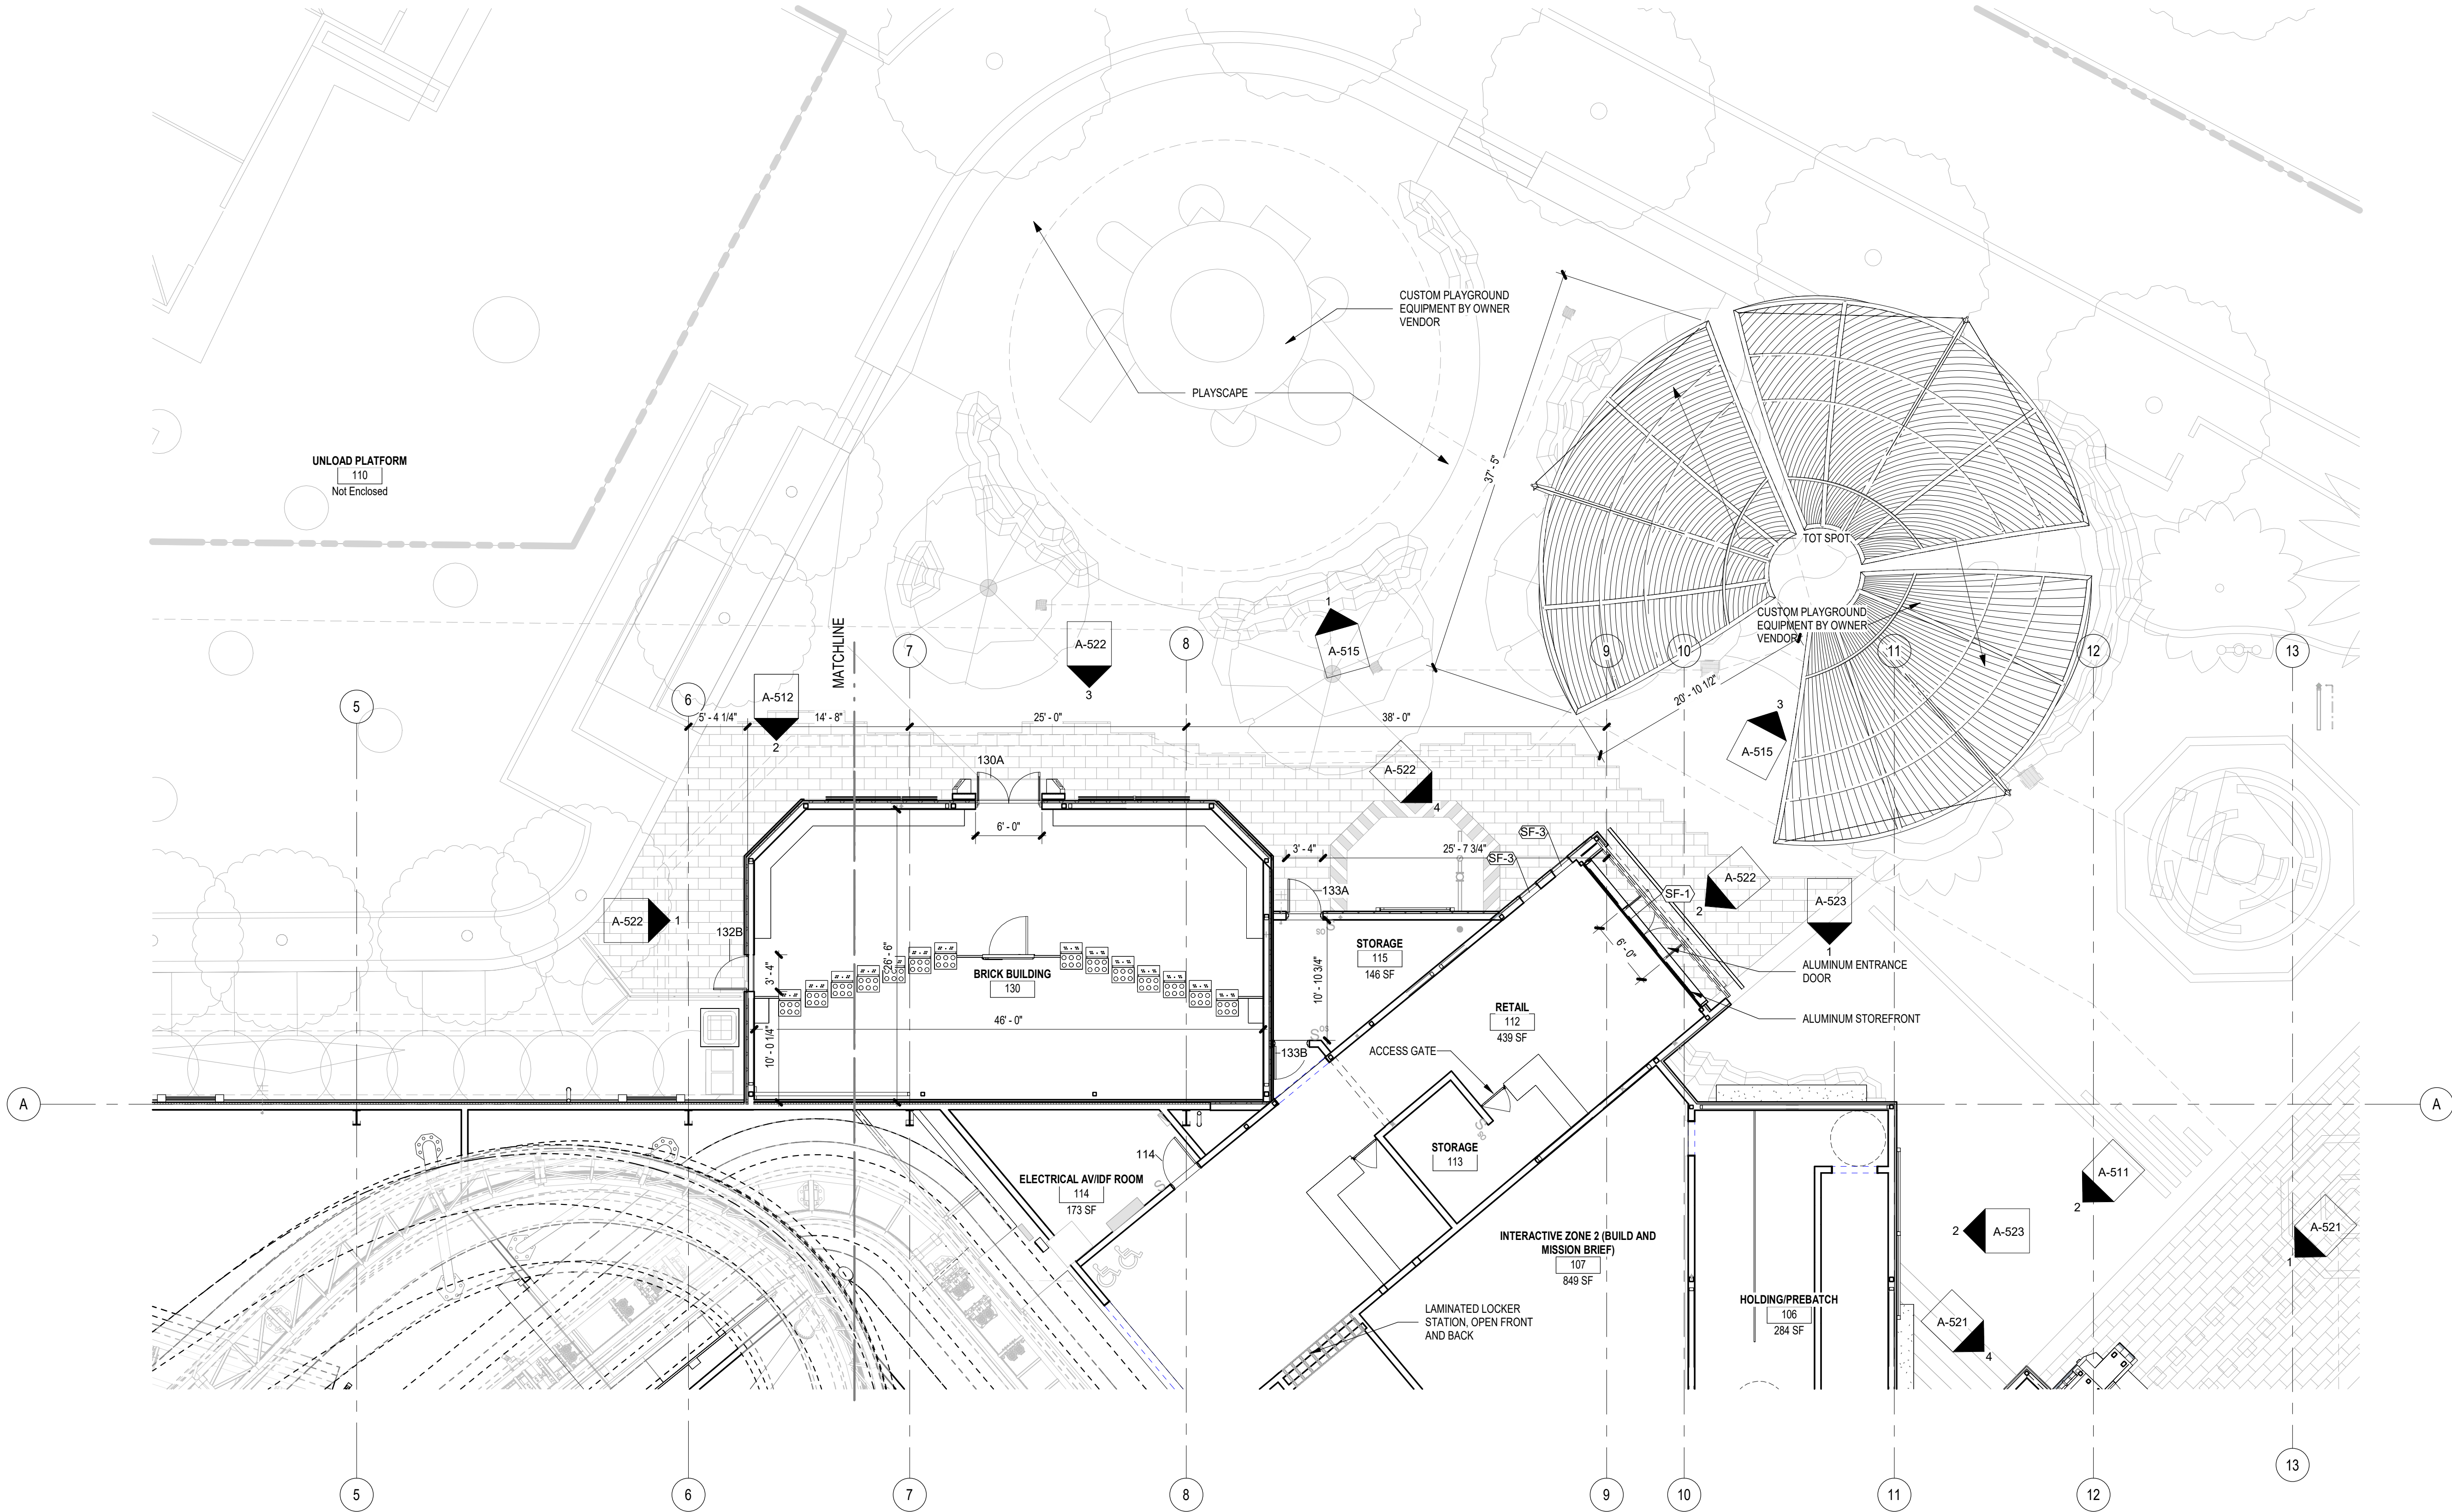 CUSTOM PLAYGROUND
EQUIPMENT BY OWNER
VENDOR
PLAYSCAPE
UNLOAD PLATFORM
110
Not Enclosed
37' - 5"
TOT SPOT
CUSTOM PLAYGROUND
EQUIPMENT BY OWNER
VENDOR
MATCHLINE
A-522
3
1
A-515
5
6
7
8
9
10
11
12
13
A-512
2
5' - 4 1/4"
14' - 8"
25' - 0"
38' - 0"
20' - 10 1/2"
3
A-515
130A
A-522
4
6' - 0"
SF-3
SF-3
3' - 4"
25' - 7 3/4"
133A
SF-1
A-522
2
A-523
1
A-522
1
132B
26' - 6"
3' - 4"
BRICK BUILDING
130
46' - 0"
10' - 0 1/4"
STORAGE
115
146 SF
10' - 10 3/4"
6' - 0"
ALUMINUM ENTRANCE
DOOR
RETAIL
112
439 SF
ALUMINUM STOREFRONT
ACCESS GATE
133B
A
A
STORAGE
113
114
ELECTRICAL AV/IDF ROOM
114
173 SF
INTERACTIVE ZONE 2 (BUILD AND
MISSION BRIEF)
107
849 SF
A-511
2
A-523
2
A-521
1
HOLDING/PREBATCH
106
284 SF
LAMINATED LOCKER
STATION, OPEN FRONT
AND BACK
A-521
4
5
6
7
8
9
10
11
12
13